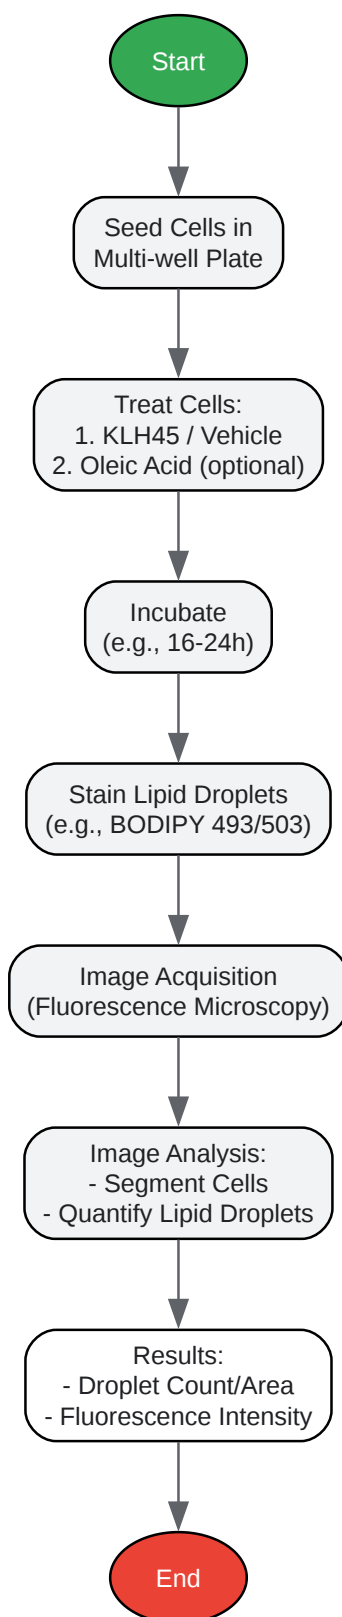 Start
Seed Cells in
Multi-well Plate
Treat Cells:
1. KLH45 / Vehicle
2. Oleic Acid (optional)
Incubate
(e.g., 16-24h)
Stain Lipid Droplets
(e.g., BODIPY 493/503)
Image Acquisition
(Fluorescence Microscopy)
Image Analysis:
- Segment Cells
- Quantify Lipid Droplets
Results:
- Droplet Count/Area
- Fluorescence Intensity
End